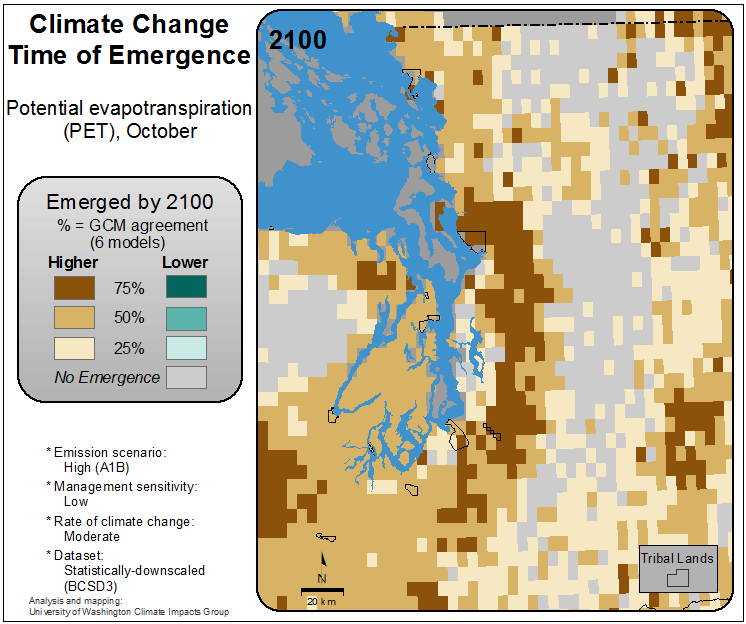 Climate Change
Time of Emergence
Potential evapotranspiration
(PET), October
Emerged by 2100
% = GCM agreement
(6 models)
Higher Lower
75%
50%
25%
No Emergence
* Emission scenario:
High (A1B)
* Management sensitivity:
Low
* Rate of climate change:
Moderate
* Dataset:
Statistically-downscaled
(BCSD3)
Analysis and mapping:
University of Washington Climate Impacts Group
2100
N
20 km
Tribal Lands